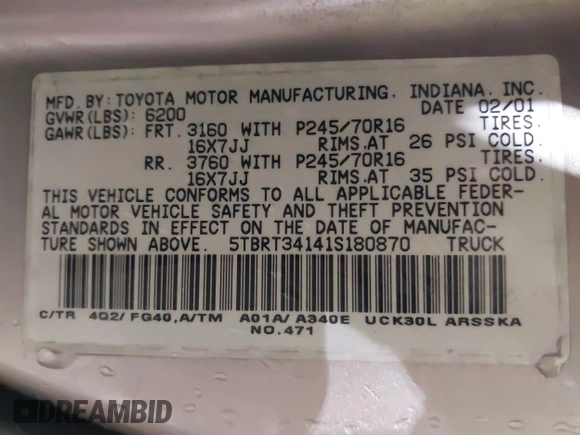 MFD. BY: TOYOTA MOTOR MANUFACTURING, INDIANA, INC.
GVWR(LBS): 6200 DATE 02/01
GAWR(LBS): FRT. 3160 WITH P245/70R16 TIRES.
16X7JJ RIMS.AT 26 PSI COLD.
RR. 3760 WITH P245/70R16 TIRES.
16X7JJ RIMS.AT 35 PSI COLD.
THIS VEHICLE CONFORMS TO ALL APPLICABLE FEDER-
AL MOTOR VEHICLE SAFETY AND THEFT PREVENTION
STANDARDS IN EFFECT ON THE DATE OF MANUFAC-
TURE SHOWN ABOVE. 5TBRT34141S180870 TRUCK
C/TR 4Q2/ FG40,A/TM A01A/ A340E UCK30L ARSSKA
NO.471
DREAMBID